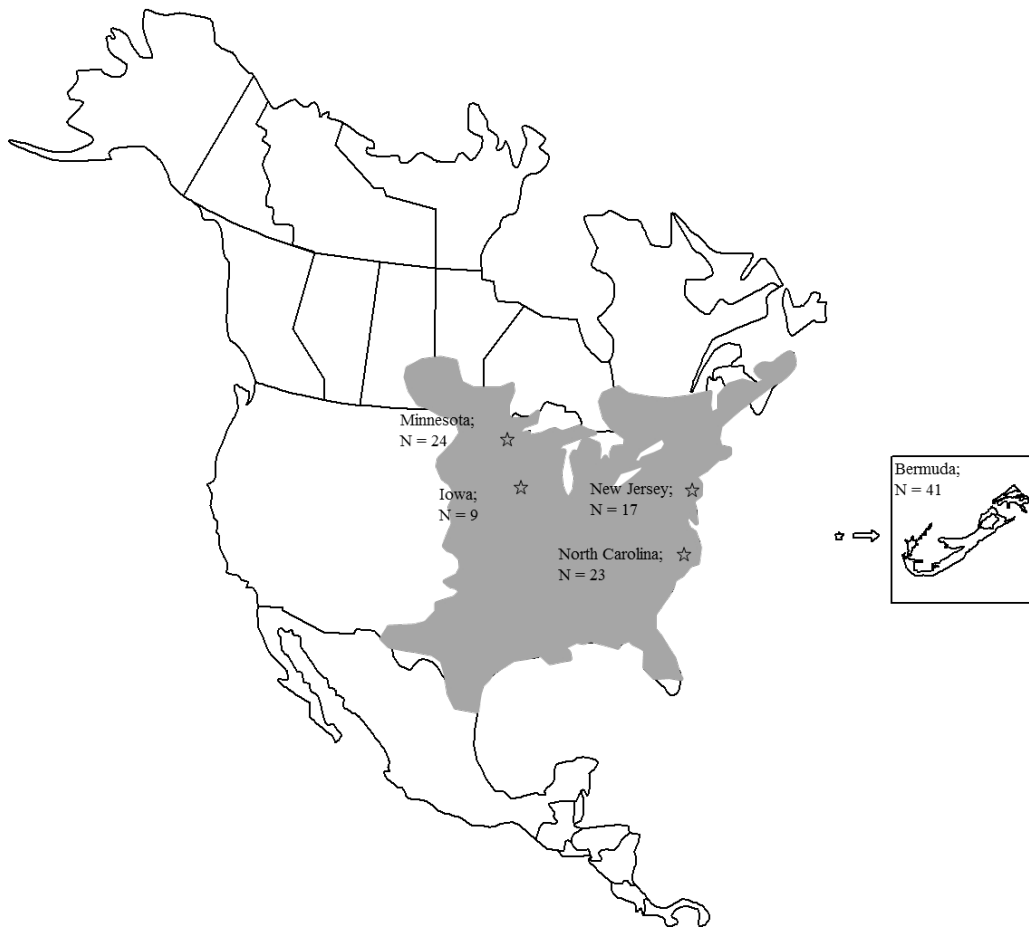 Minnesota;
N = 24
Iowa;
N = 9
New Jersey;
N = 17
North Carolina;
N = 23
Bermuda;
N = 41